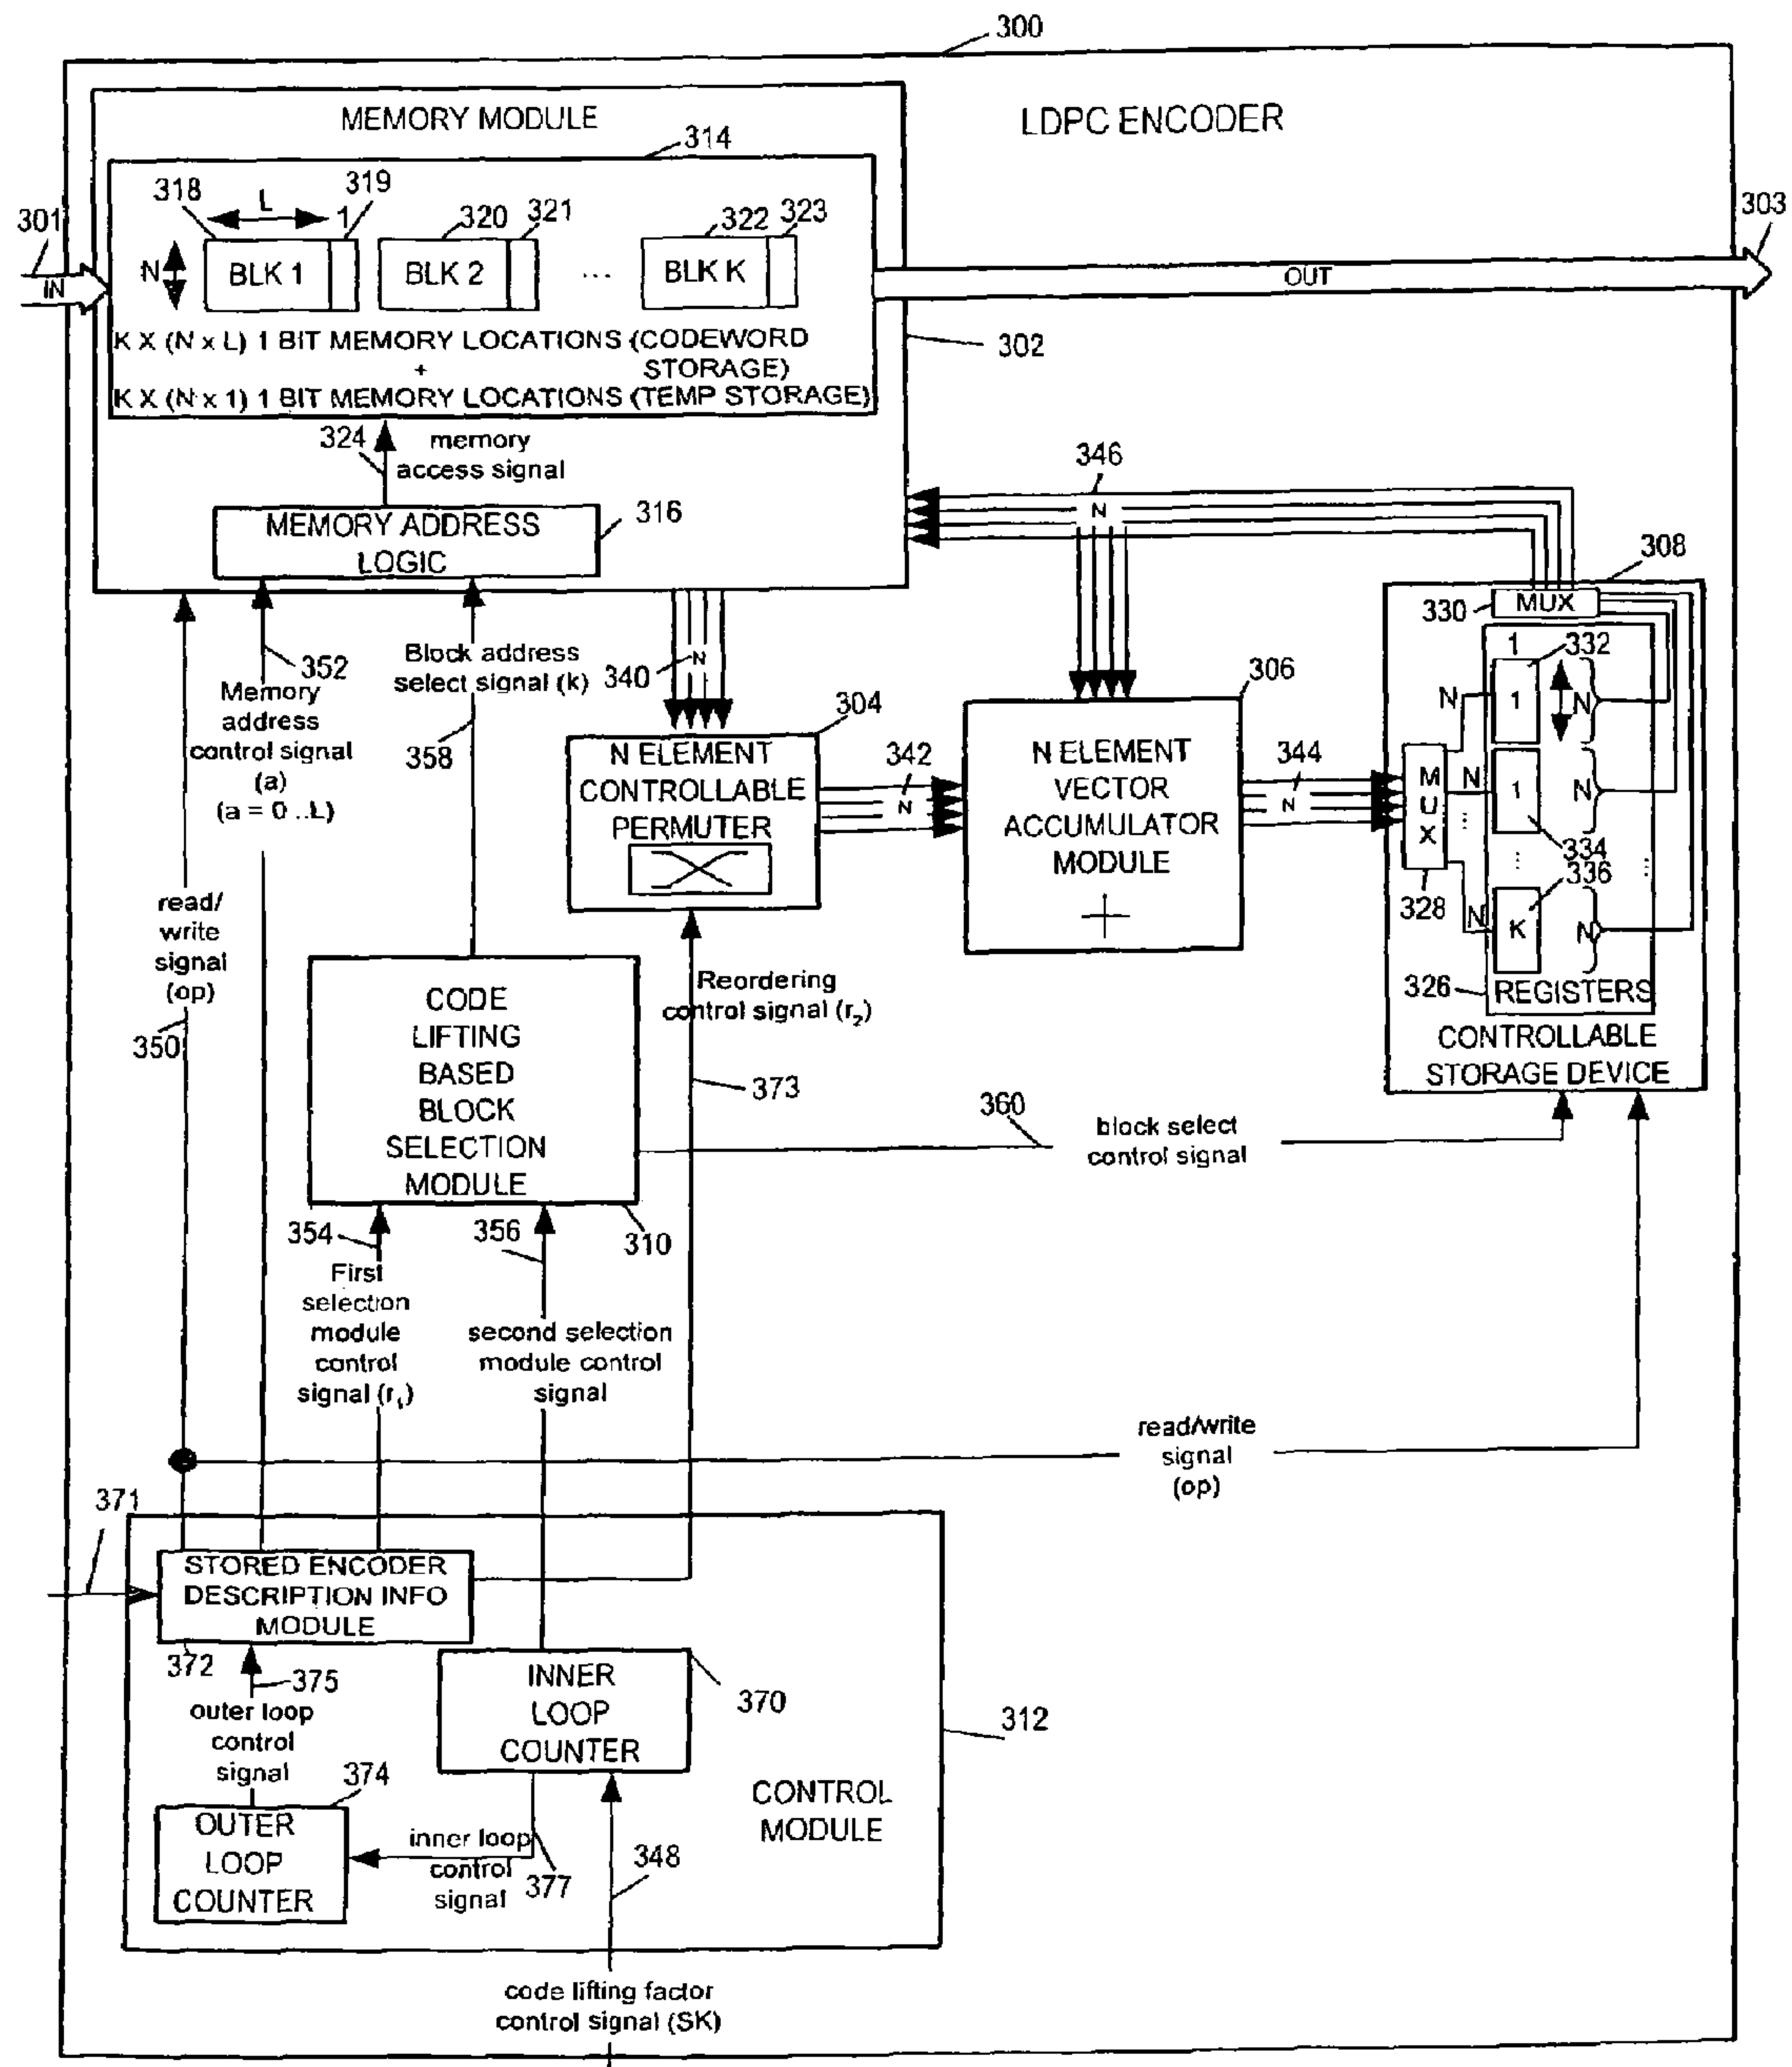 300
MEMORY MODULE
LDPC ENCODER
314
318
L
1
319
320
321
322
323
301
303
IN
N
BLK 1
BLK 2
...
BLK K
OUT
K X (N x L) 1 BIT MEMORY LOCATIONS (CODEWORD
STORAGE)
+
K X (N x 1) 1 BIT MEMORY LOCATIONS (TEMP STORAGE)
302
324
memory
access signal
346
N
MEMORY ADDRESS
LOGIC
316
308
330
MUX
352
Memory
address
control signal
(a)
(a = 0 ..L)
Block address
select signal (k)
358
340
N
304
N ELEMENT
CONTROLLABLE
PERMUTER
342
N
306
N ELEMENT
VECTOR
ACCUMULATOR
MODULE
344
N
M
U
X
328
1
332
N
1
N
N
1
N
334
...
...
...
336
N
K
N
326
REGISTERS
CONTROLLABLE
STORAGE DEVICE
read/
write
signal
(op)
350
CODE
LIFTING
BASED
BLOCK
SELECTION
MODULE
310
Reordering
control signal (r2)
373
360
block select
control signal
354
First
selection
module
control
signal (r1)
356
second selection
module control
signal
read/write
signal
(op)
371
STORED ENCODER
DESCRIPTION INFO
MODULE
372
375
outer loop
control
signal
374
OUTER
LOOP
COUNTER
INNER
LOOP
COUNTER
370
312
inner loop
control
signal
377
348
CONTROL
MODULE
code lifting factor
control signal (SK)